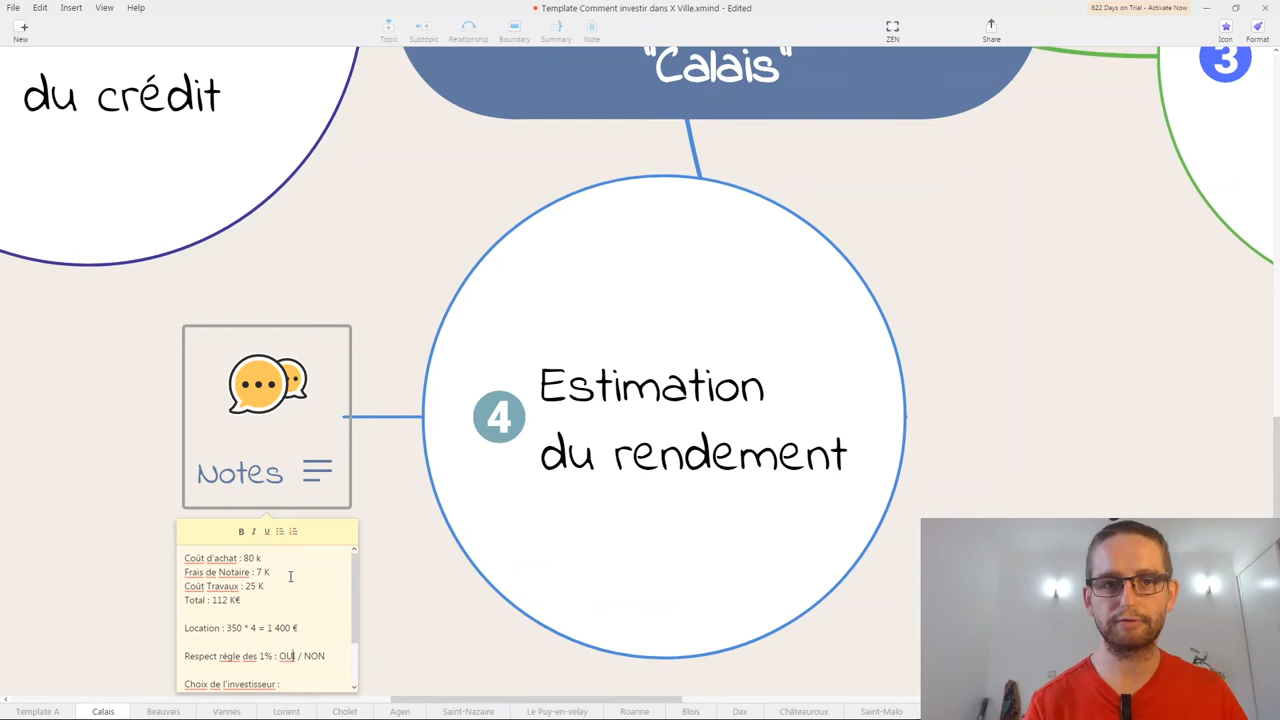 File Edit Insert View Help
Template Comment investir dans X Ville.xmind - Edited
622 Days on Trial - Activate Now
New
Topic Subtopic Relationship Boundary Summary Note
ZEN
Share
Icon Format
du crédit
"Calais"
3
4
Estimation
du rendement
Notes
B I U
Coût d'achat : 80 k
Frais de Notaire : 7 K
Coût Travaux : 25 K
Total : 112 K€
Location : 350 * 4 = 1 400 €
Respect règle des 1% : OUI / NON
Choix de l'investisseur :
Template A Calais Beauvais Vannes Lorient Cholet Agen Saint-Nazaire Le Puy-en-velay Roanne Blois Dax Châteauroux Saint-Malo